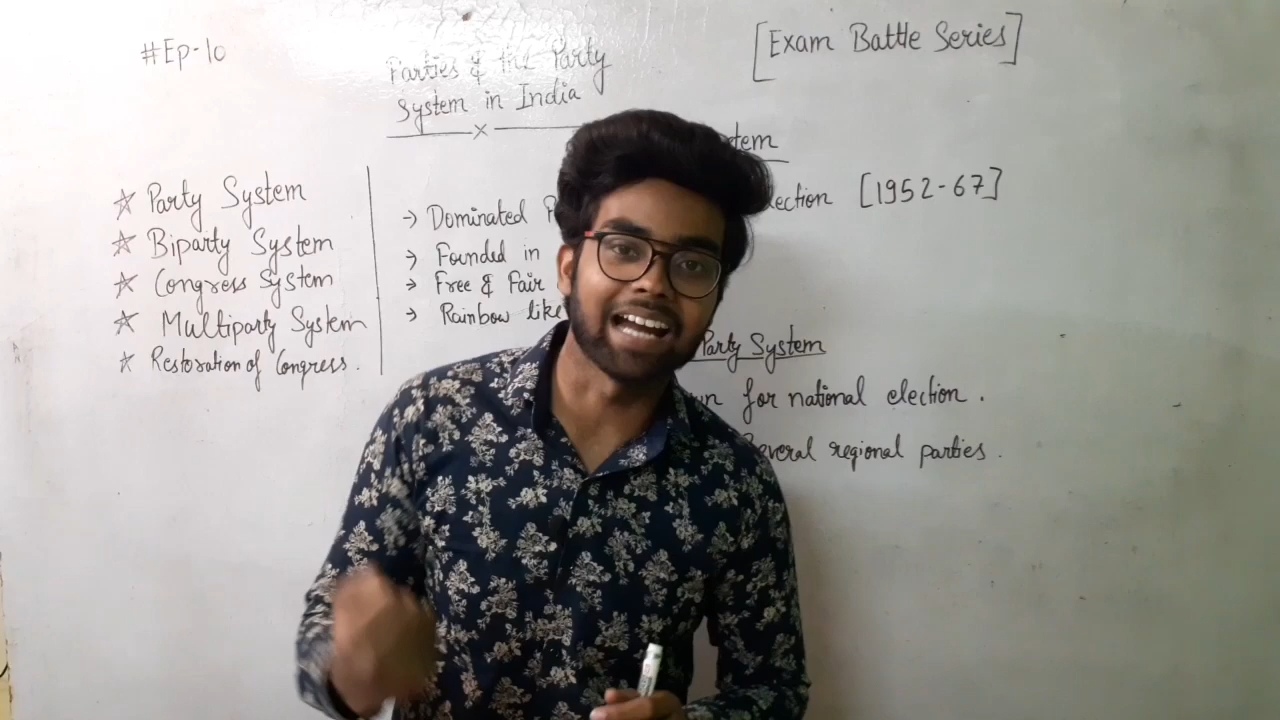 #Ep-10
[Exam Battle Series]
Parties & the Party
System in India
☆ Party System
☆ Biparty System
☆ Congress System
☆ Multiparty System
☆ Restoration of Congress.
→ Dominated
→ Founded in
→ Free & Fair
→ Rainbow like
[1952-67]
Party System
for national election.
regional parties.